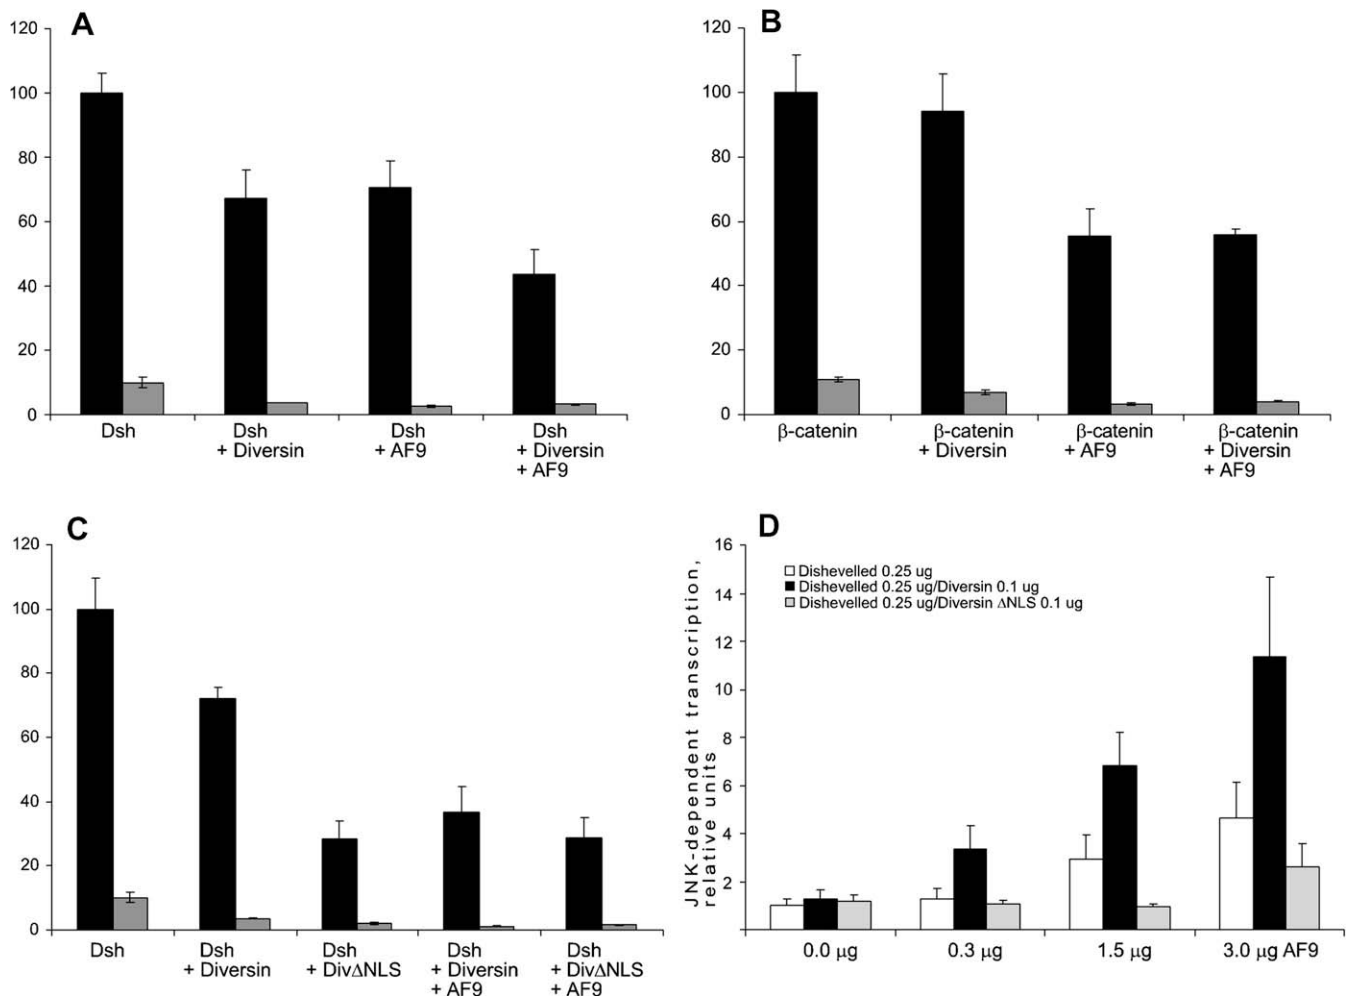 A
120
100
80
60
40
20
0
Dsh
Dsh
+ Diversin
Dsh
+ AF9
Dsh
+ Diversin
+ AF9
B
120
100
80
60
40
20
0
β-catenin
β-catenin
+ Diversin
β-catenin
+ AF9
β-catenin
+ Diversin
+ AF9
C
120
100
80
60
40
20
0
Dsh
Dsh
+ Diversin
Dsh
+ DivΔNLS
Dsh
+ Diversin
+ AF9
Dsh
+ DivΔNLS
+ AF9
D
JNK-dependent transcription,
relative units
16
14
12
10
8
6
4
2
Dishevelled 0.25 ug
Dishevelled 0.25 ug/Diversin 0.1 ug
Dishevelled 0.25 ug/Diversin ΔNLS 0.1 ug
0.0 µg
0.3 µg
1.5 µg
3.0 µg AF9